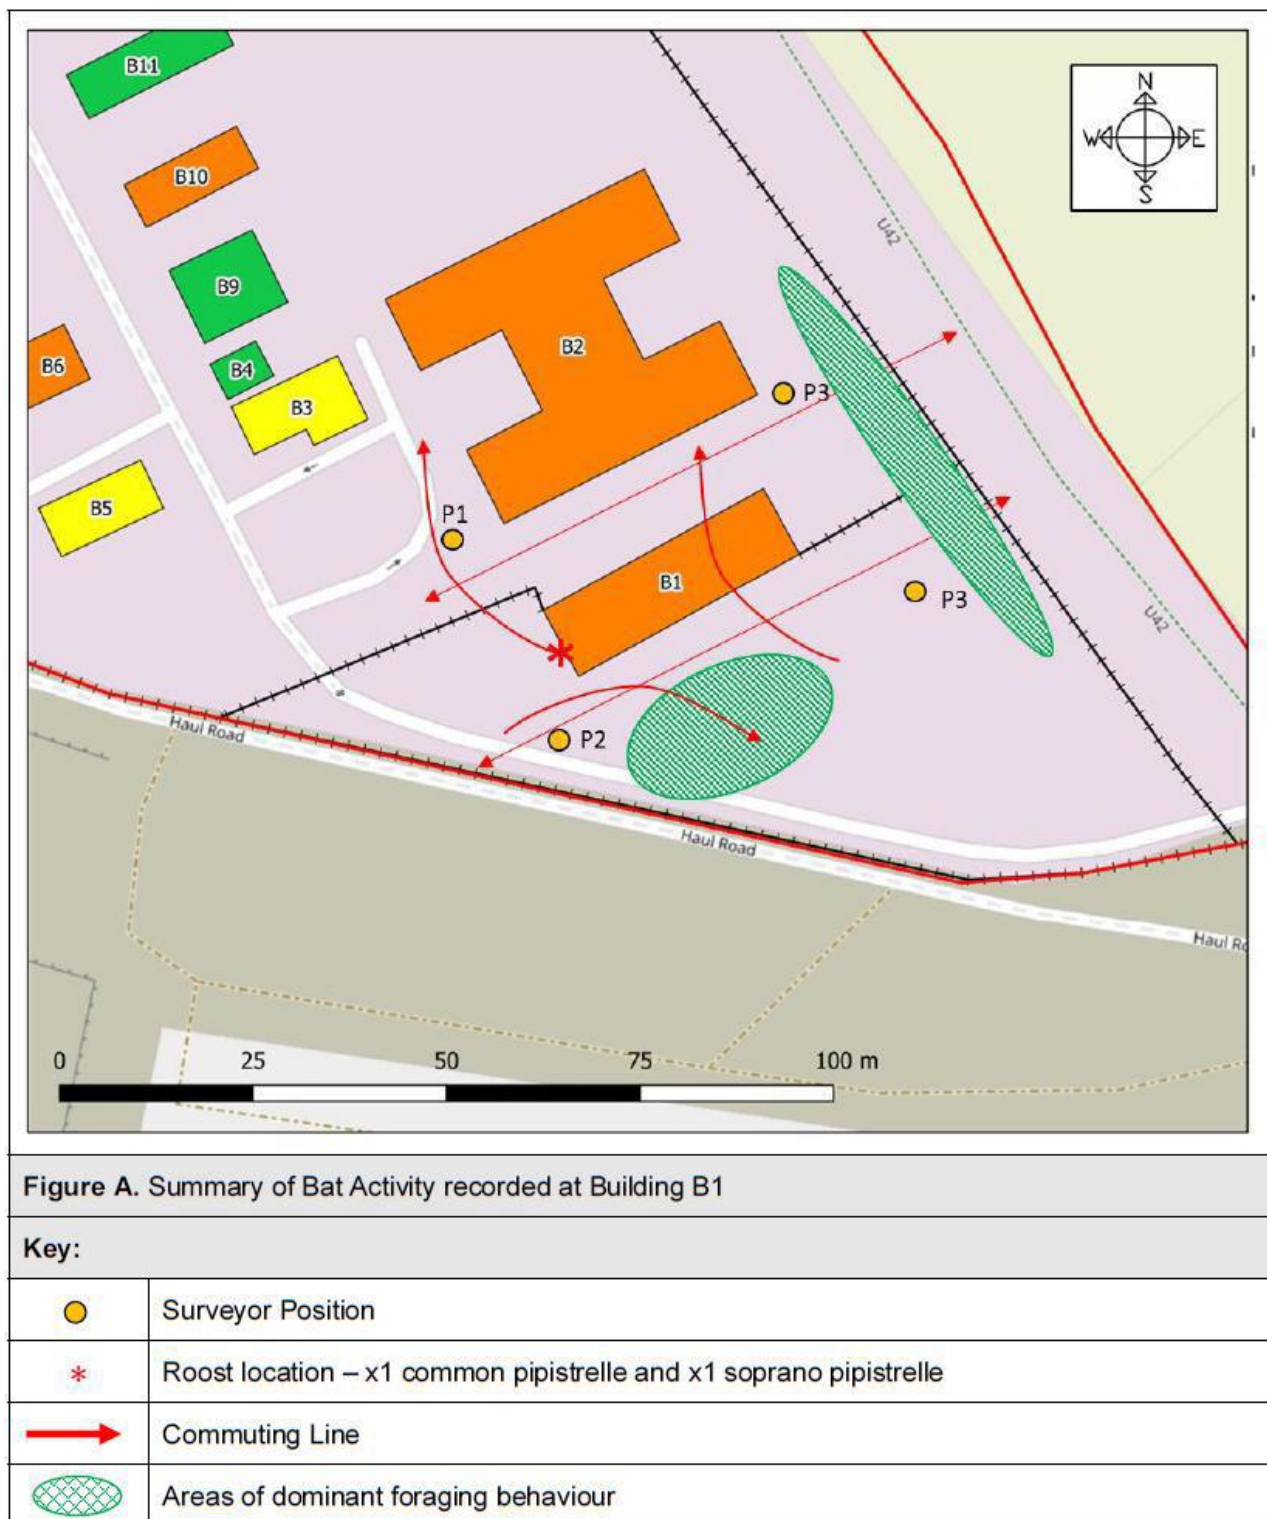 B11
N
B10
W
E
S
U42
B9
B2
B6
B4
B3
P3
B5
P1
B1
P3
U42
Haul Road
P2
Haul Road
Haul
0
25
50
75
100 m
Figure A. Summary of Bat Activity recorded at Building B1
Key:
Surveyor Position
Roost location – x1 common pipistrelle and x1 soprano pipistrelle
Commuting Line
Areas of dominant foraging behaviour